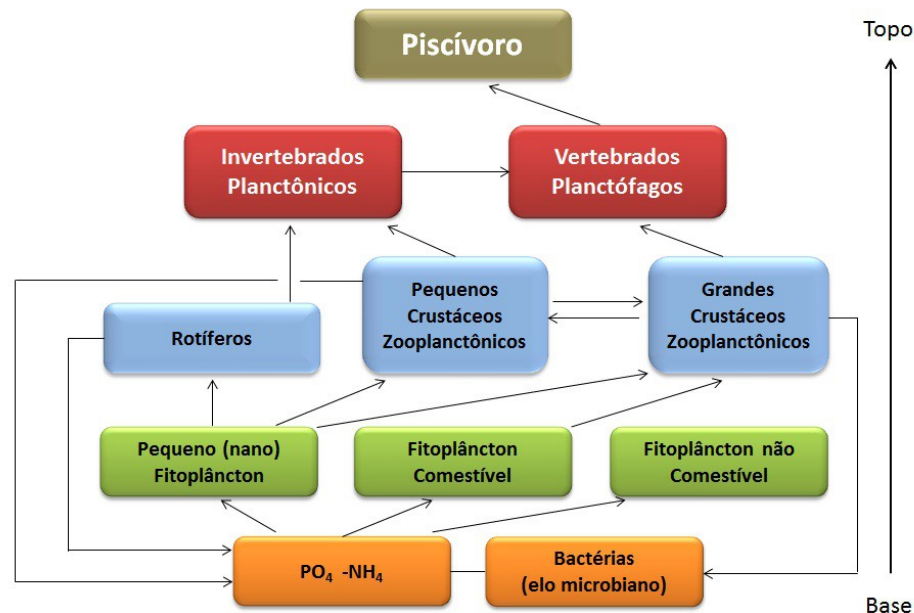 Piscívoro
Topo
Invertebrados
Planctônicos
Vertebrados
Planctófagos
Rotíferos
Pequenos
Crustáceos
Zooplanctônicos
Grandes
Crustáceos
Zooplanctônicos
Pequeno (nano)
Fitoplâncton
Fitoplâncton
Comestível
Fitoplâncton não
Comestível
PO₄ -NH₄
Bactérias
(elo microbiano)
Base